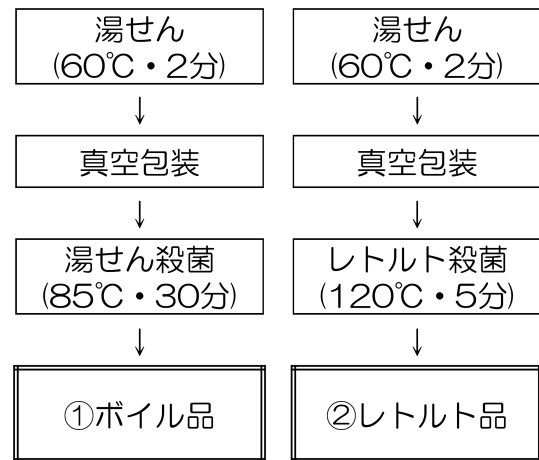 湯せん
(60℃・2分)
真空包装
湯せん殺菌
(85℃・30分)
①ボイル品
湯せん
(60℃・2分)
真空包装
レトルト殺菌
(120℃・5分)
②レトルト品